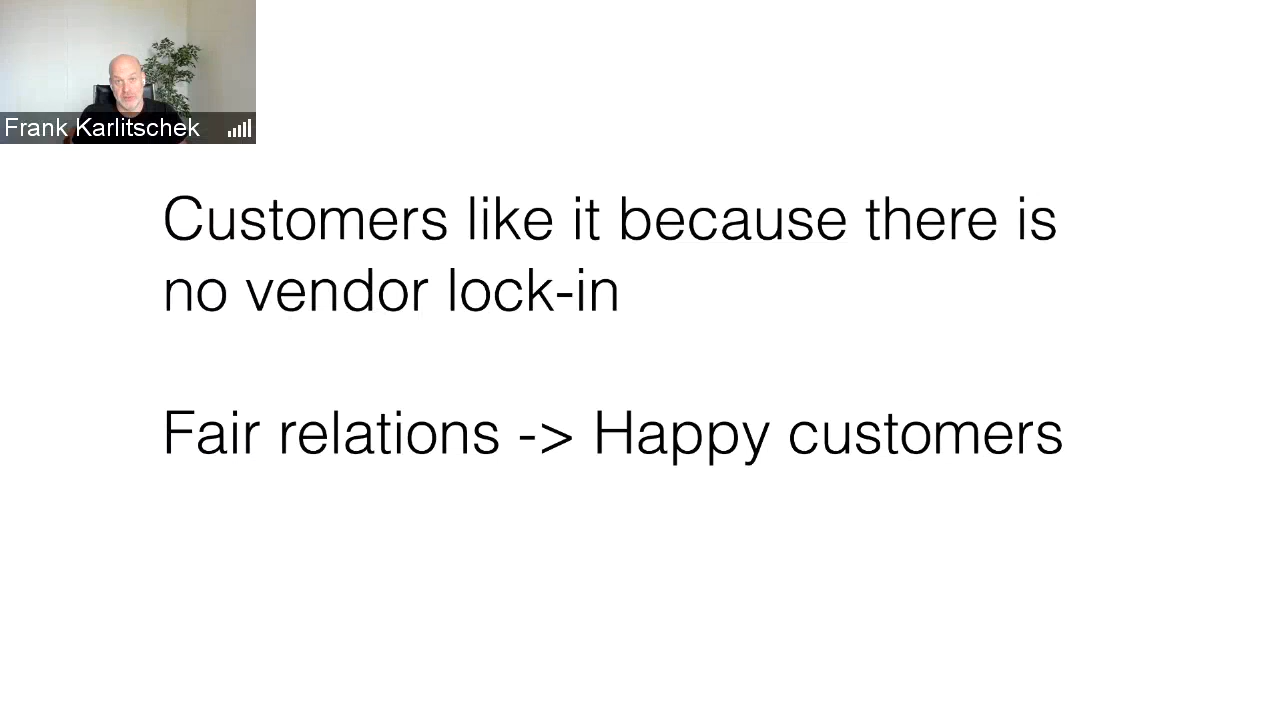 Frank Karlitschek
Customers like it because there is
no vendor lock-in
Fair relations -> Happy customers